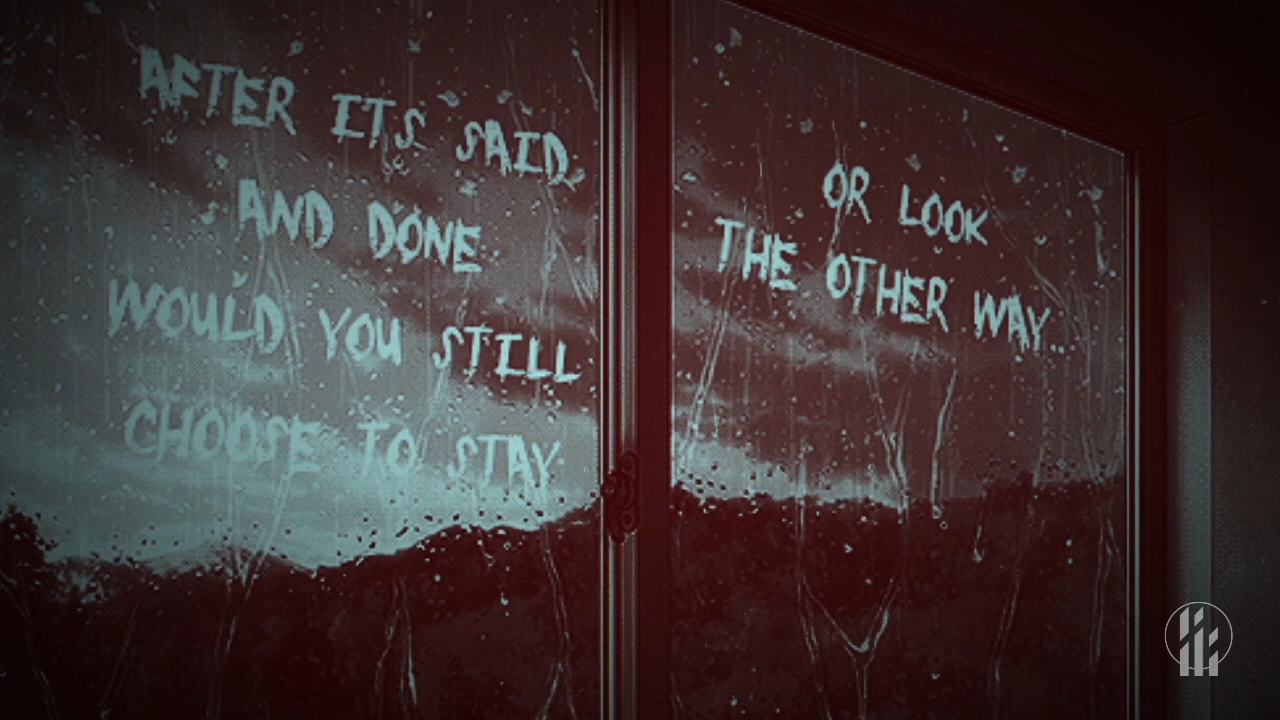 AFTER ITS SAID
AND DONE
WOULD YOU STILL
CHOOSE TO STAY
OR LOOK
THE OTHER WAY...